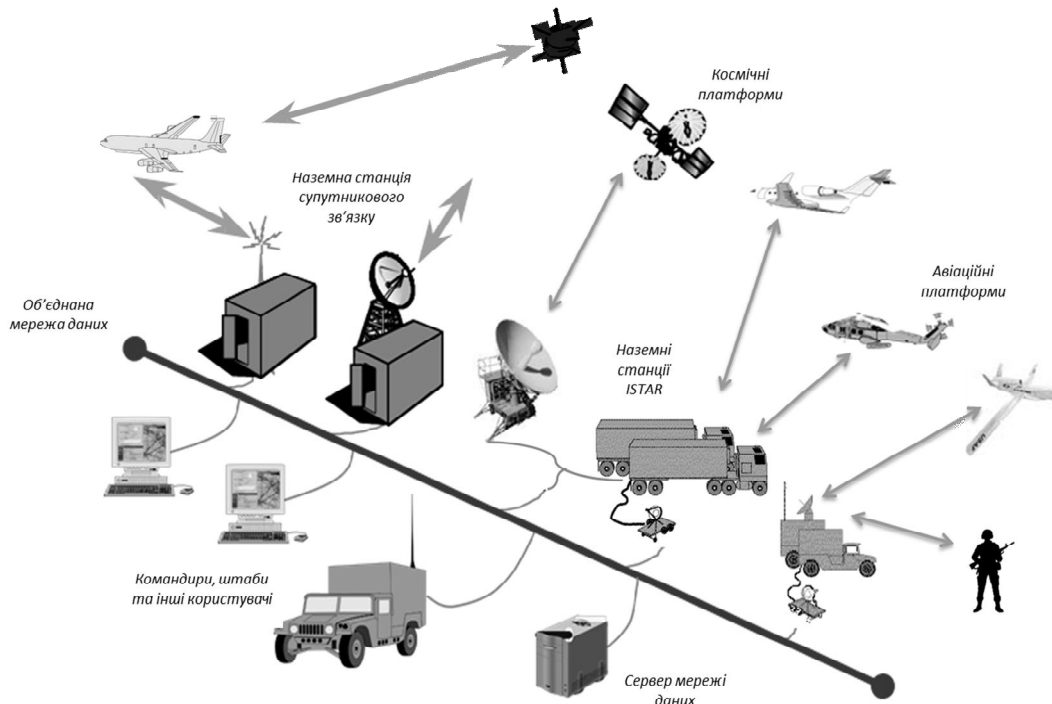 Космічні
платформи
Наземна станція
супутникового
зв’язку
Авіаційні
платформи
Об’єднана
мережа даних
Наземні
станції
ISTAR
Командири, штаби
та інші користувачі
Сервер мережі
даних